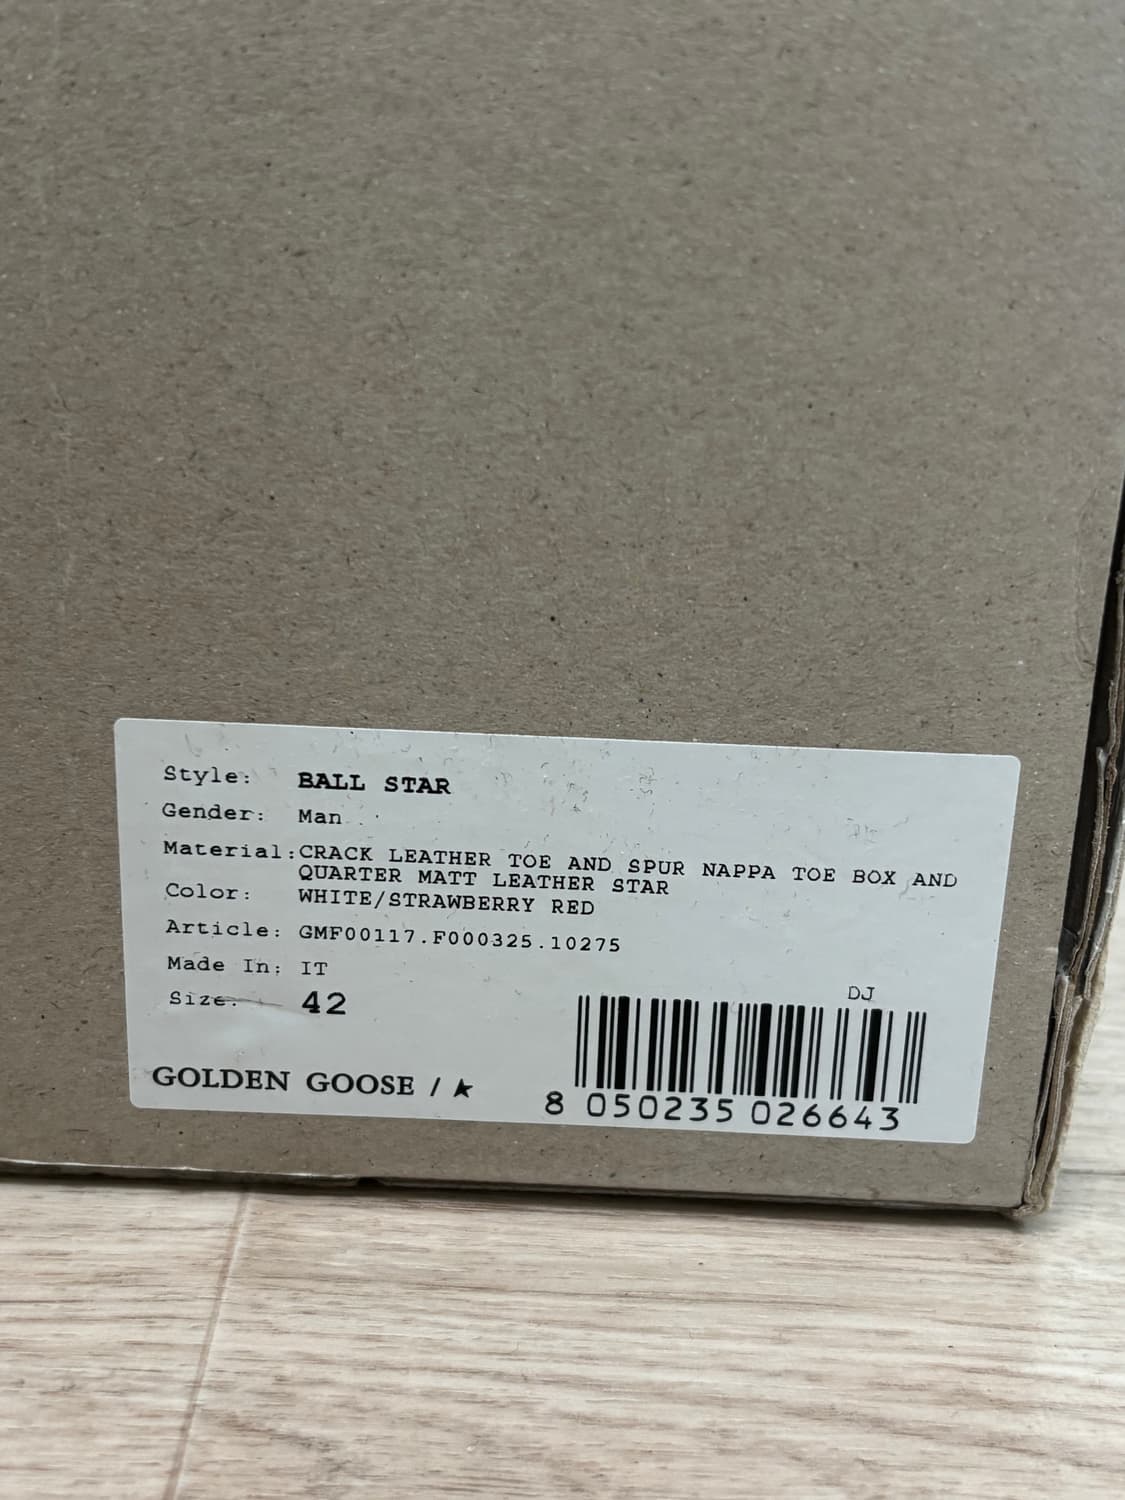 Style: BALL STAR
Gender: Man
Material: CRACK LEATHER TOE AND SPUR NAPPA TOE BOX AND
QUARTER MATT LEATHER STAR
Color: WHITE/STRAWBERRY RED
Article: GMF00117.F000325.10275
Made In: IT
Size: 42
DJ
GOLDEN GOOSE / ★
8 050235 026643